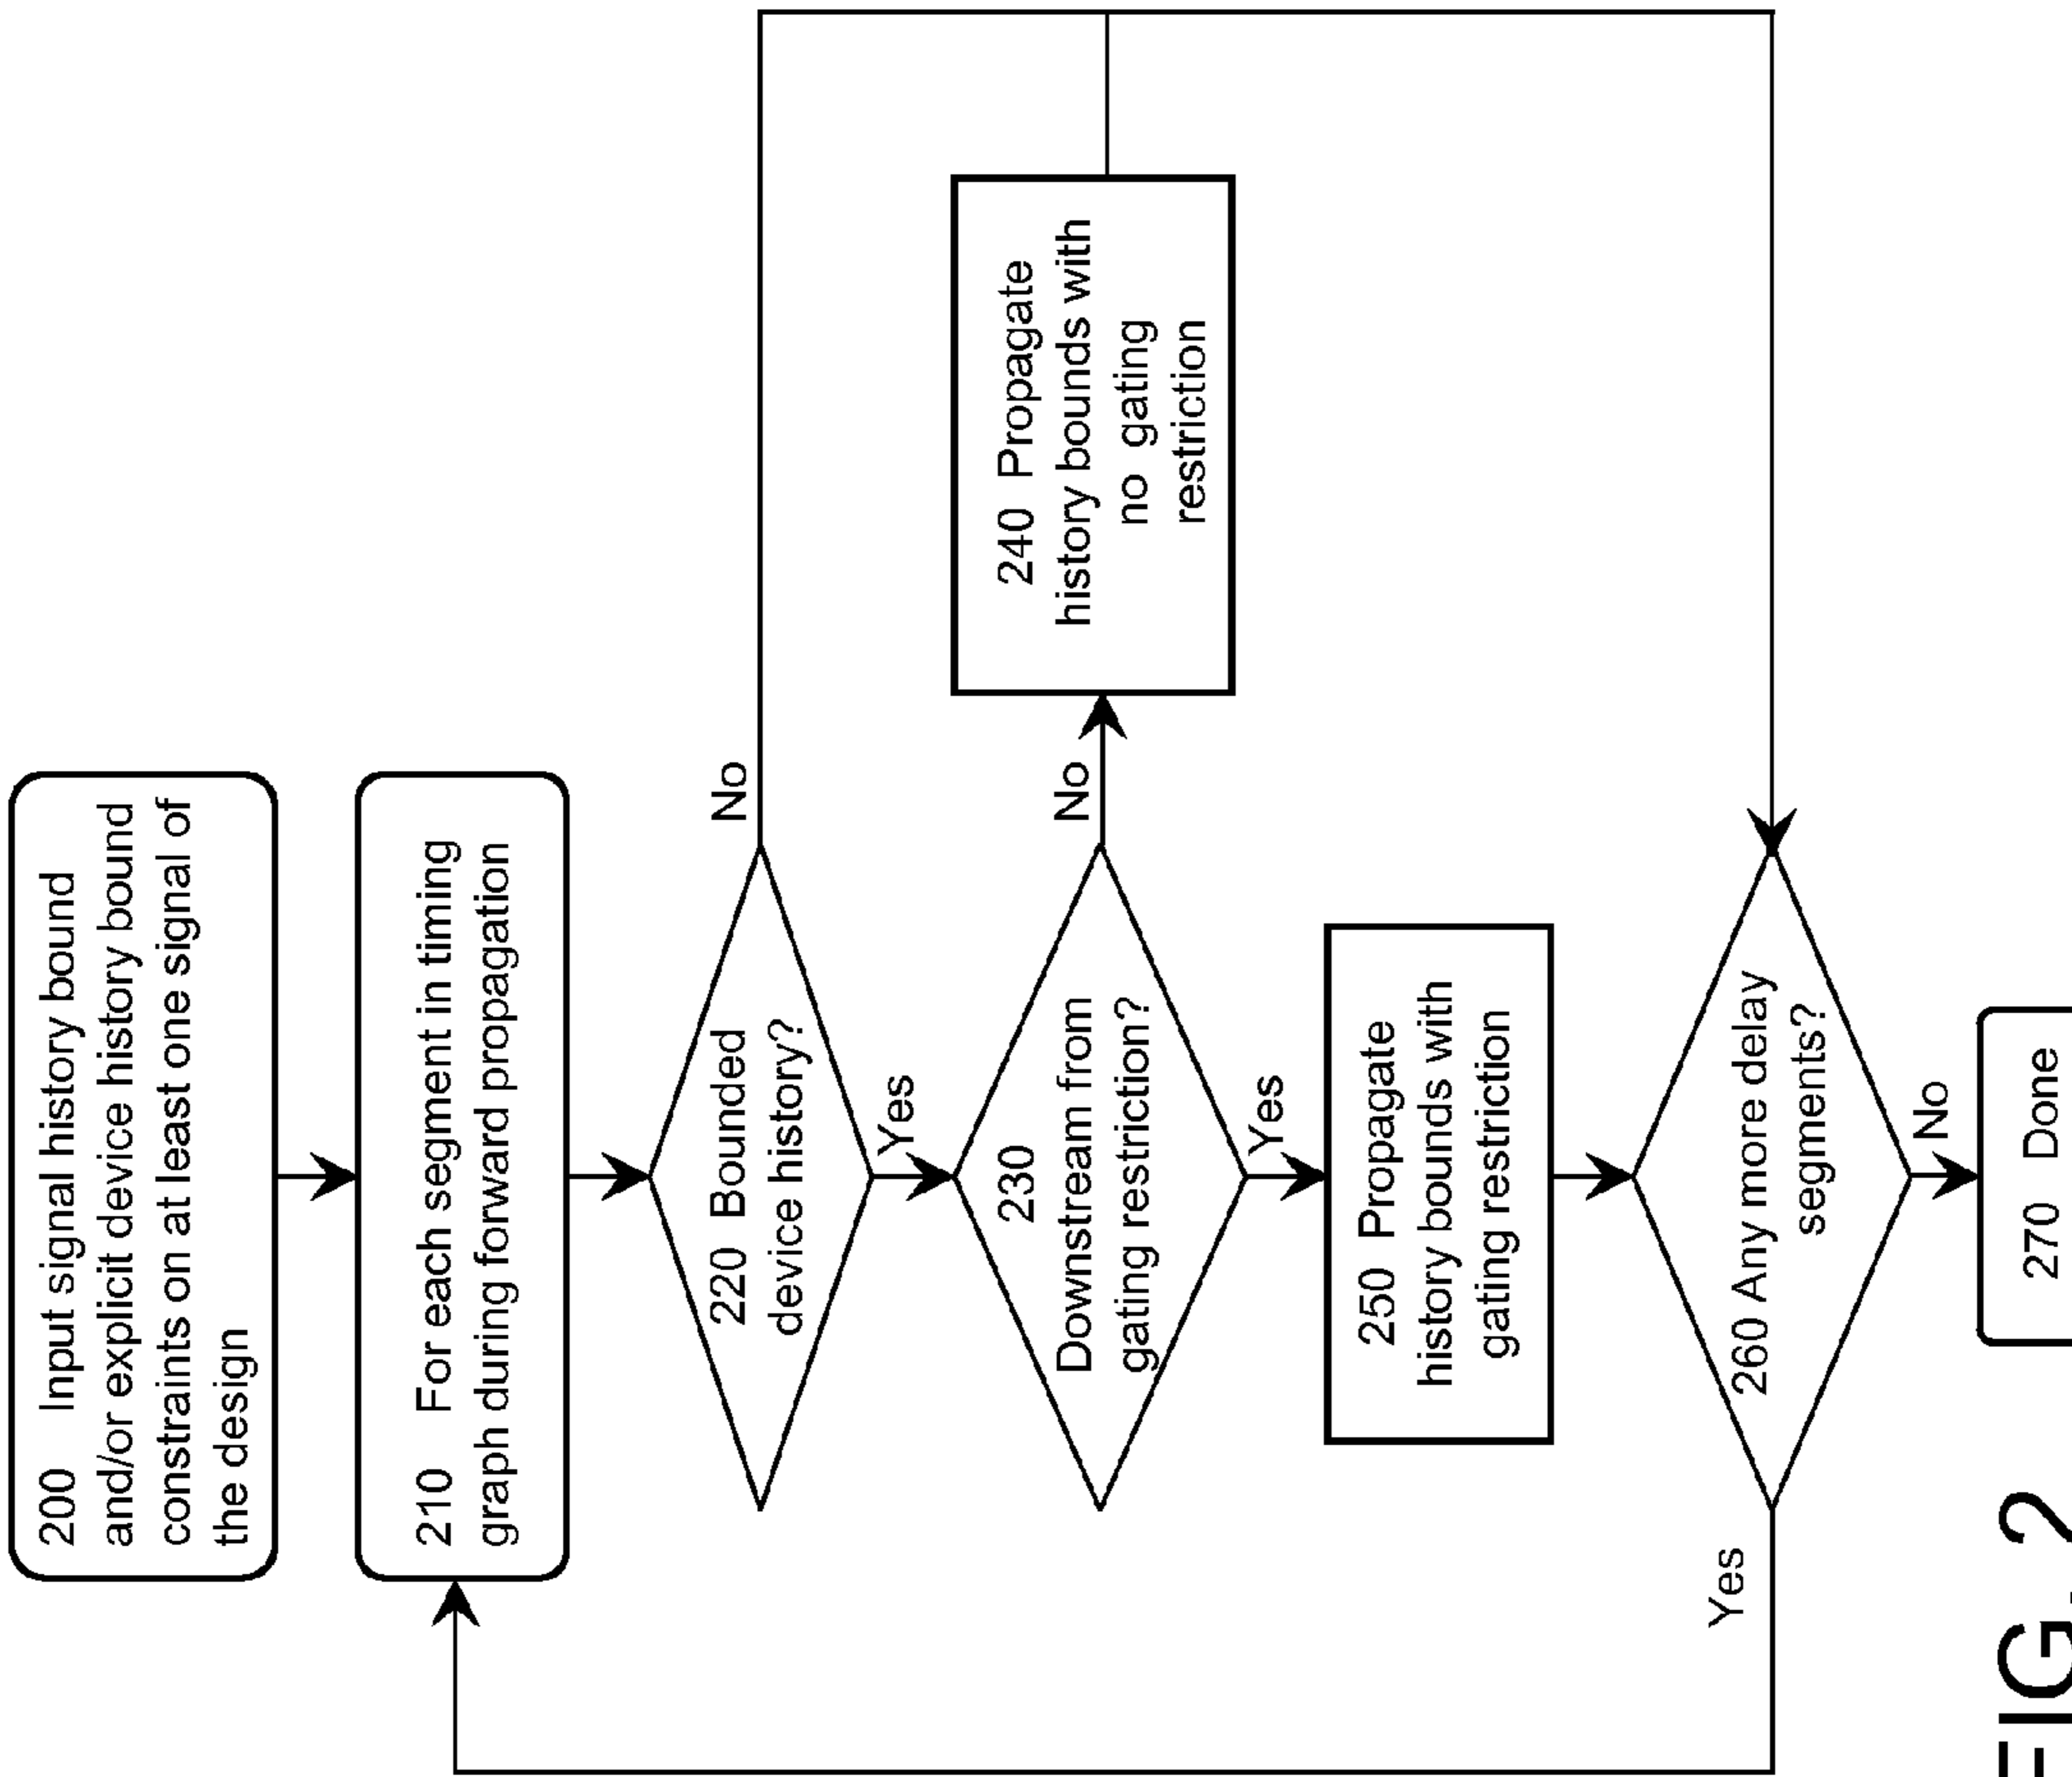 200 Input signal history bound
and/or explicit device history bound
constraints on at least one signal of
the design
210 For each segment in timing
graph during forward propagation
220 Bounded
device history?
No
Yes
230
Downstream from
gating restriction?
No
240 Propagate
history bounds with
no gating
restriction
Yes
250 Propagate
history bounds with
gating restriction
260 Any more delay
segments?
Yes
No
270 Done
FIG. 2